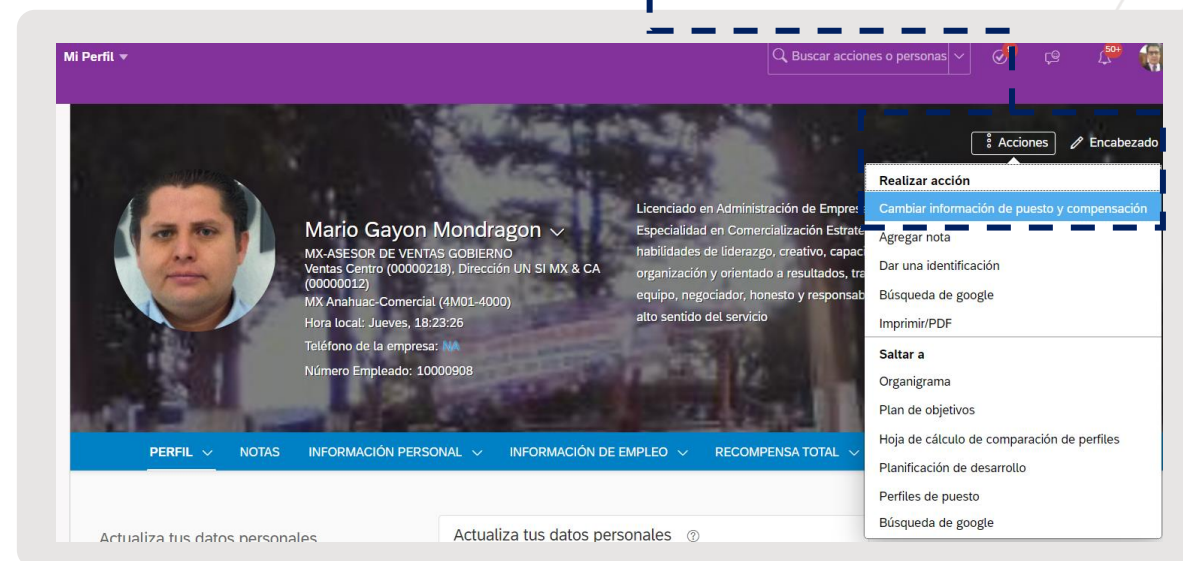 Mi Perfil
Buscar acciones o personas
50+
Acciones
Encabezado
Mario Gayon Mondragon
MX-ASESOR DE VENTAS GOBIERNO
Ventas Centro (00000218), Dirección UN SI MX & CA
(00000012)
MX Anahuac-Comercial (4M01-4000)
Hora local: Jueves, 18:23:26
Teléfono de la empresa: NA
Número Empleado: 10000908
Licenciado en Administración de Empre
Especialidad en Comercialización Estrate
habilidades de liderazgo, creativo, capac
organización y orientado a resultados, tra
equipo, negociador, honesto y responsab
alto sentido del servicio
Realizar acción
Cambiar información de puesto y compensación
Agregar nota
Dar una identificación
Búsqueda de google
Imprimir/PDF
Saltar a
Organigrama
Plan de objetivos
Hoja de cálculo de comparación de perfiles
Planificación de desarrollo
Perfiles de puesto
Búsqueda de google
PERFIL
NOTAS
INFORMACIÓN PERSONAL
INFORMACIÓN DE EMPLEO
RECOMPENSA TOTAL
Actualiza tus datos personales
Actualiza tus datos personales